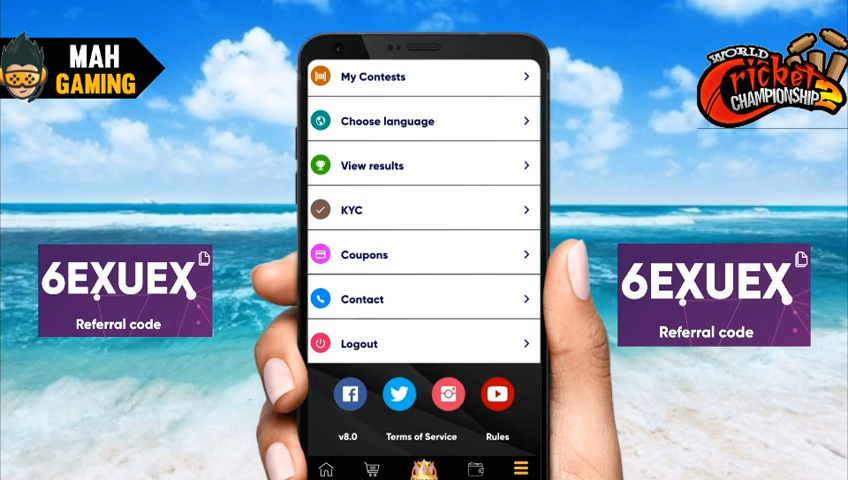 MAH
GAMING
WORLD
Cricket
CHAMPIONSHIP 2
My Contests
Choose language
View results
KYC
Coupons
Contact
Logout
6EXUEX
Referral code
6EXUEX
Referral code
v8.0 Terms of Service Rules